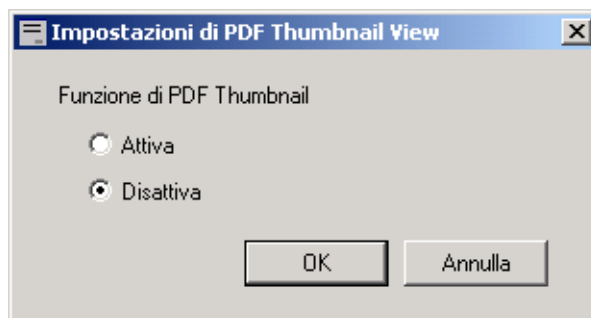 Impostazioni di PDF Thumbnail View
Funzione di PDF Thumbnail
Attiva
Disattiva
OK Annulla